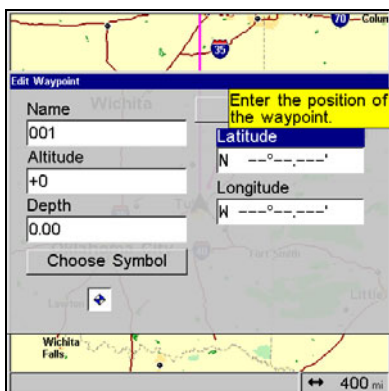 70
Colum
35
Edit Waypoint
Wichita
Enter the position of
the waypoint.
Name
001
Latitude
N --°--.---'
Altitude
+0
Longitude
W ---°--.---'
Depth
0.00
Choose Symbol
Oklahoma City
Fort Smith
Lawton
Little
Wichita
Falls
400 mi